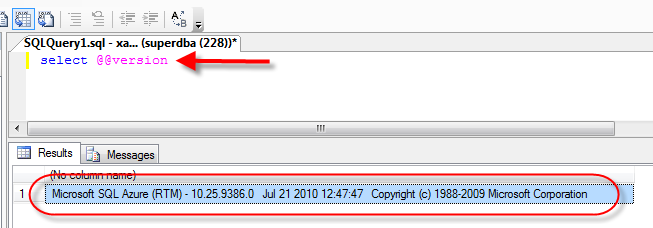 SQLQuery1.sql - xa... (superdba (228))*
select @@version
Results
Messages
(No column name)
1 Microsoft SQL Azure (RTM) - 10.25.9386.0 Jul 21 2010 12:47:47 Copyright (c) 1988-2009 Microsoft Corporation